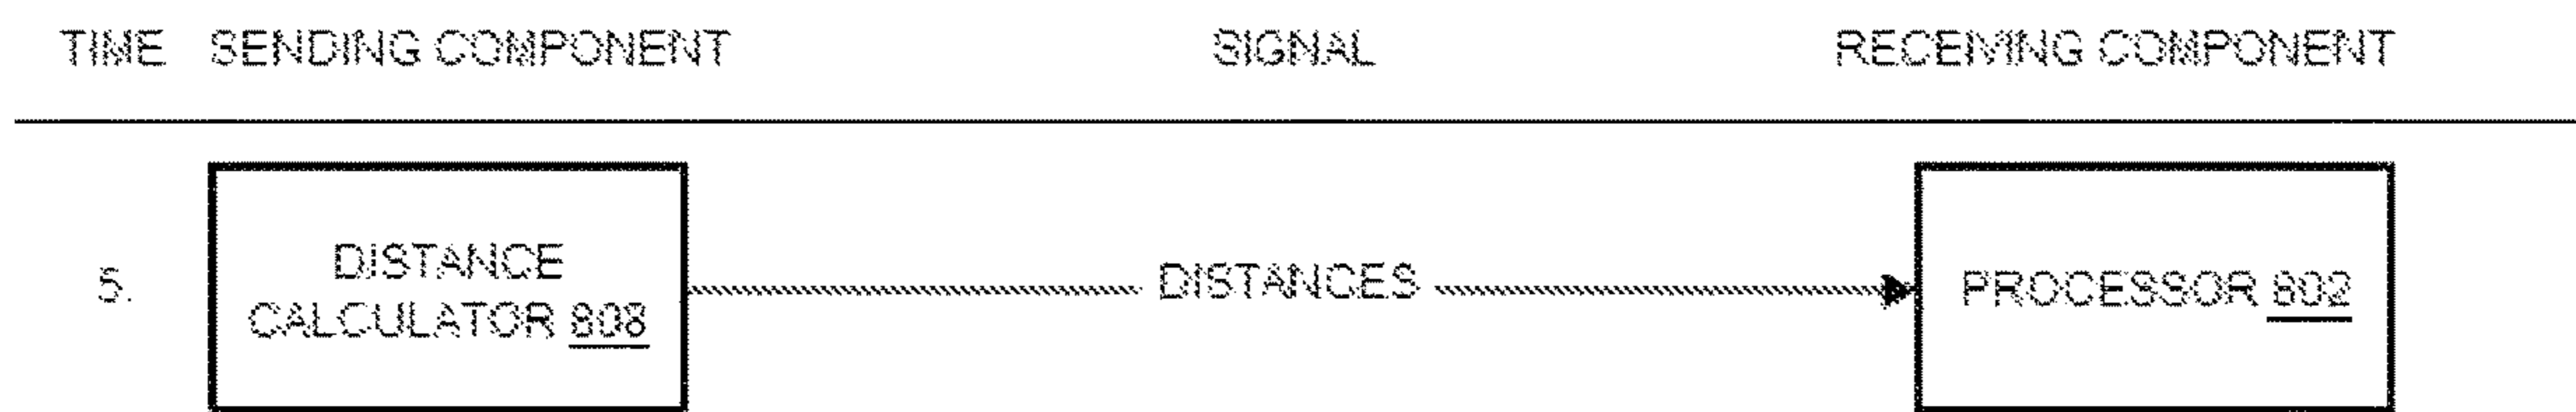 TIME SENDING COMPONENT SIGNAL RECEIVING COMPONENT
5.
DISTANCE
CALCULATOR 808
DISTANCES
PROCESSOR 802